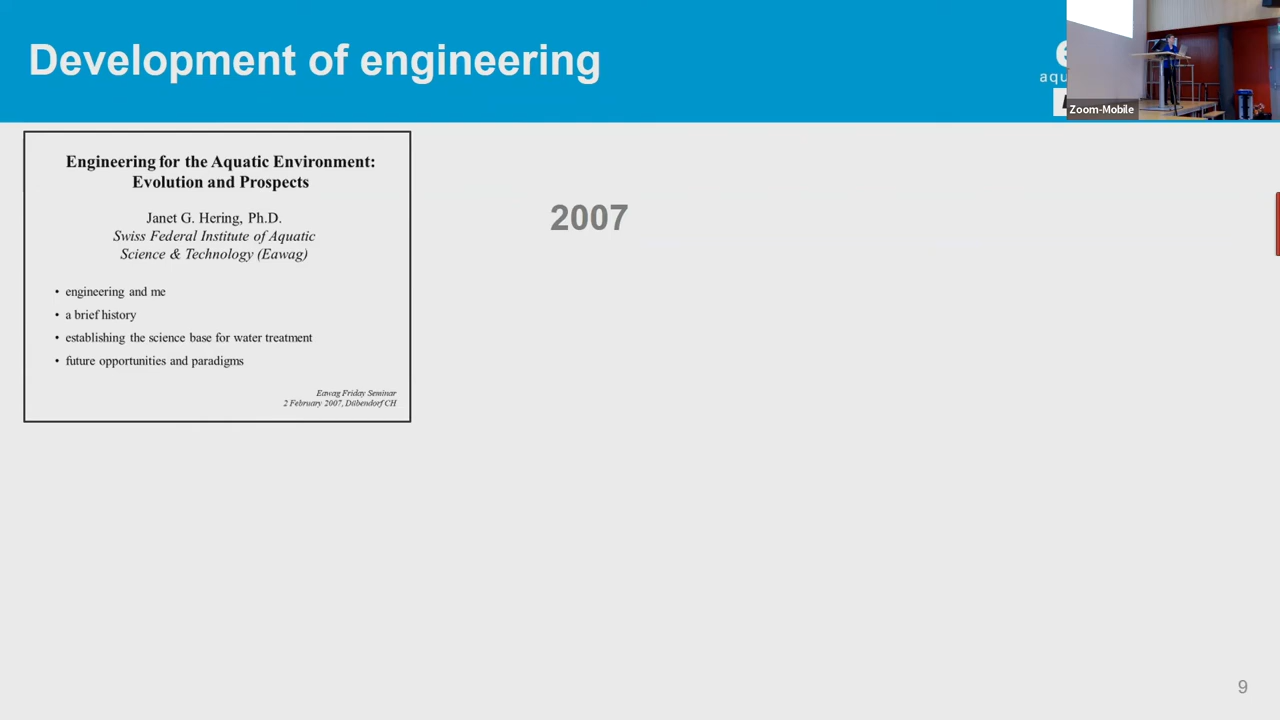 Development of engineering
aqu
Zoom-Mobile
Engineering for the Aquatic Environment:
Evolution and Prospects
Janet G. Hering, Ph.D.
Swiss Federal Institute of Aquatic
Science & Technology (Eawag)
• engineering and me
• a brief history
• establishing the science base for water treatment
• future opportunities and paradigms
Eawag Friday Seminar
2 February 2007, Dübendorf CH
2007
9